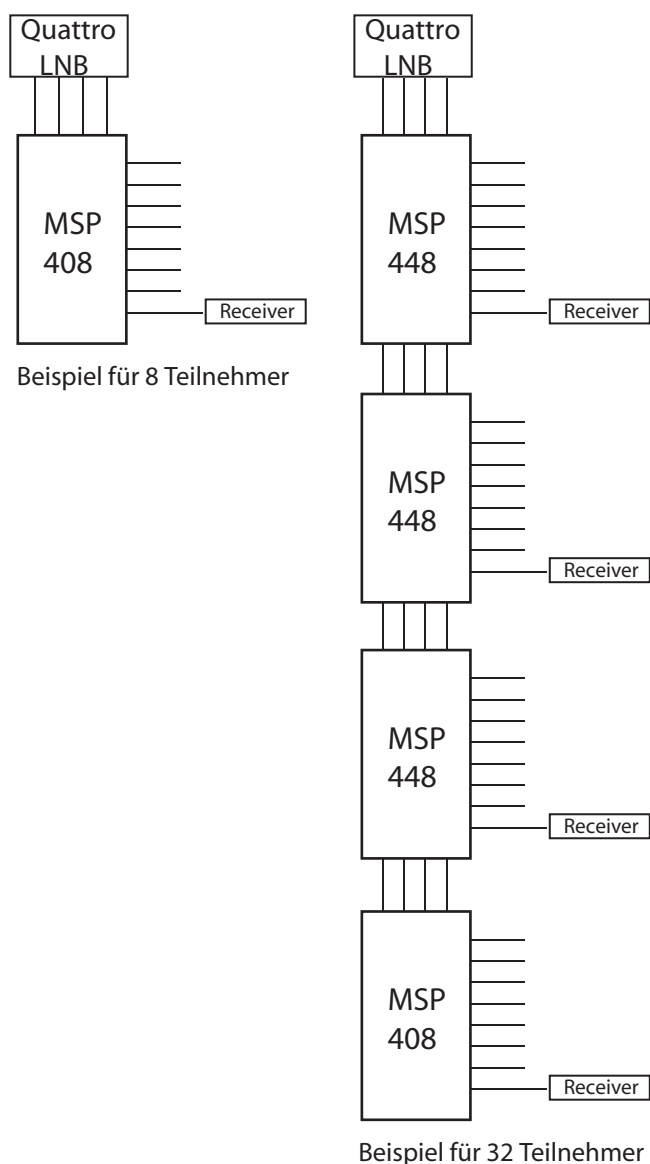 Quattro
LNB
MSP
408
Receiver
Beispiel für 8 Teilnehmer
Quattro
LNB
MSP
448
Receiver
MSP
448
Receiver
MSP
448
Receiver
MSP
408
Receiver
Beispiel für 32 Teilnehmer